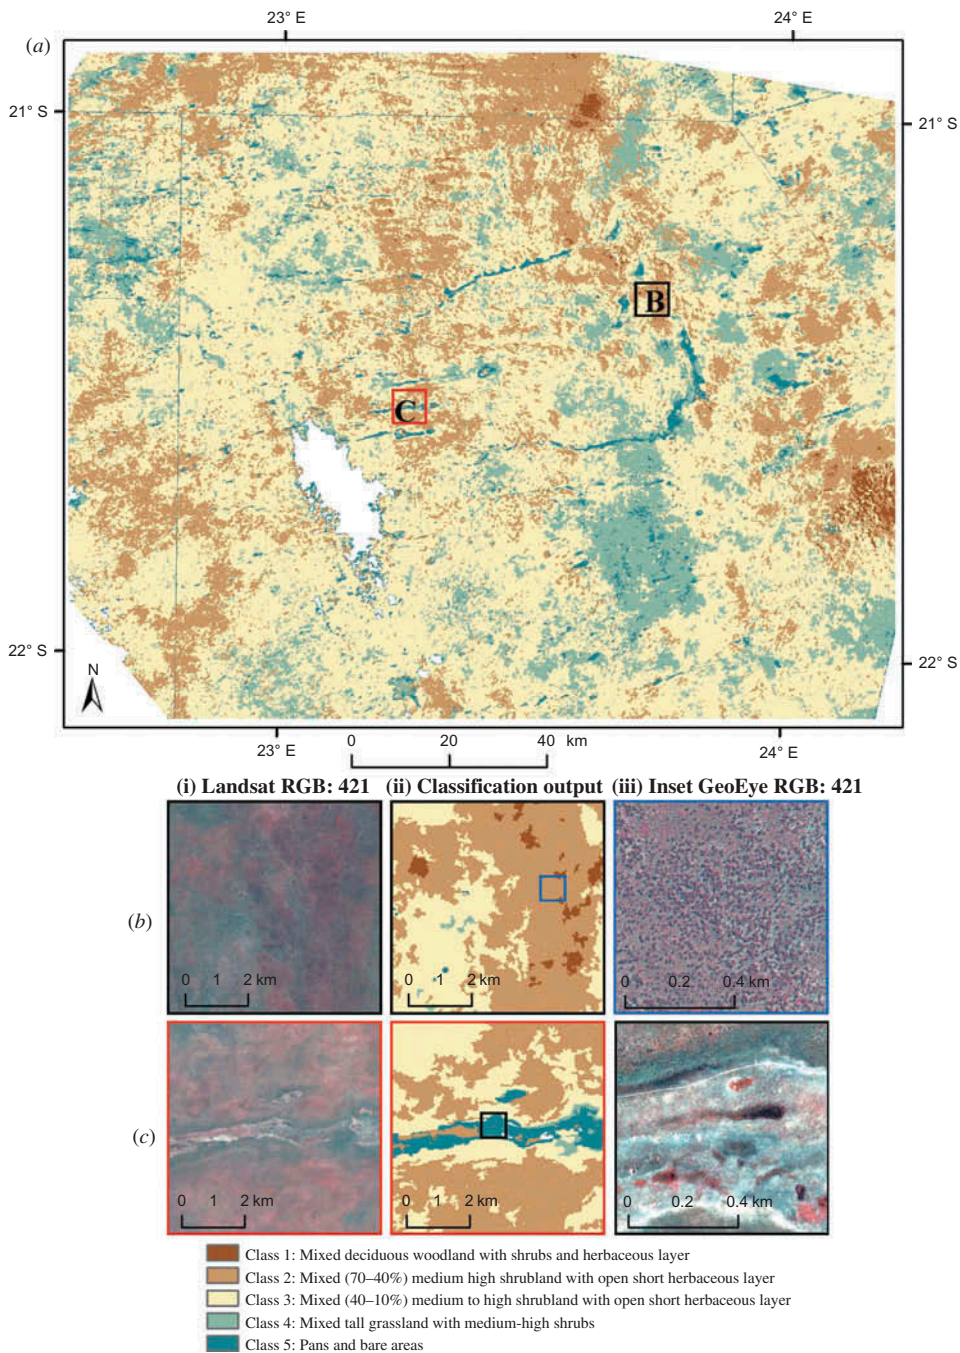 23° E 24° E
(a)
21° S 21° S
B
C
22° S 22° S
N
23° E 24° E
0 20 40 km
(i) Landsat RGB: 421 (ii) Classification output (iii) Inset GeoEye RGB: 421
(b)
0 1 2 km 0 1 2 km 0 0.2 0.4 km
(c)
0 1 2 km 0 1 2 km 0 0.2 0.4 km
Class 1: Mixed deciduous woodland with shrubs and herbaceous layer
Class 2: Mixed (70–40%) medium high shrubland with open short herbaceous layer
Class 3: Mixed (40–10%) medium to high shrubland with open short herbaceous layer
Class 4: Mixed tall grassland with medium-high shrubs
Class 5: Pans and bare areas